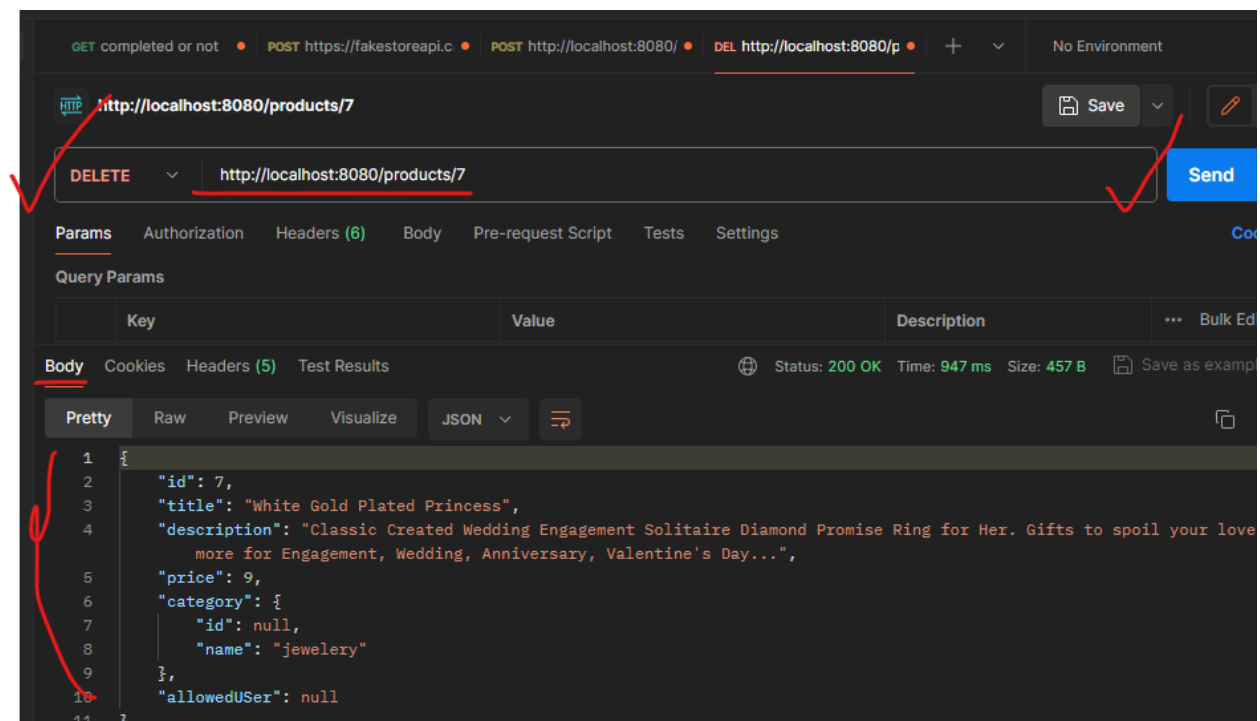 GET completed or not POST https://fakestoreapi.c POST http://localhost:8080/ DEL http://localhost:8080/p + No Environment
HTTP http://localhost:8080/products/7 Save
DELETE http://localhost:8080/products/7 Send
Params Authorization Headers (6) Body Pre-request Script Tests Settings Coo
Query Params
Key Value Description ••• Bulk Edi
Body Cookies Headers (5) Test Results Status: 200 OK Time: 947 ms Size: 457 B Save as exampl
Pretty Raw Preview Visualize JSON
1 {
2 "id": 7,
3 "title": "White Gold Plated Princess",
4 "description": "Classic Created Wedding Engagement Solitaire Diamond Promise Ring for Her. Gifts to spoil your love
more for Engagement, Wedding, Anniversary, Valentine's Day...",
5 "price": 9,
6 "category": {
7 "id": null,
8 "name": "jewelery"
9 },
10 "allowedUSer": null
11 }